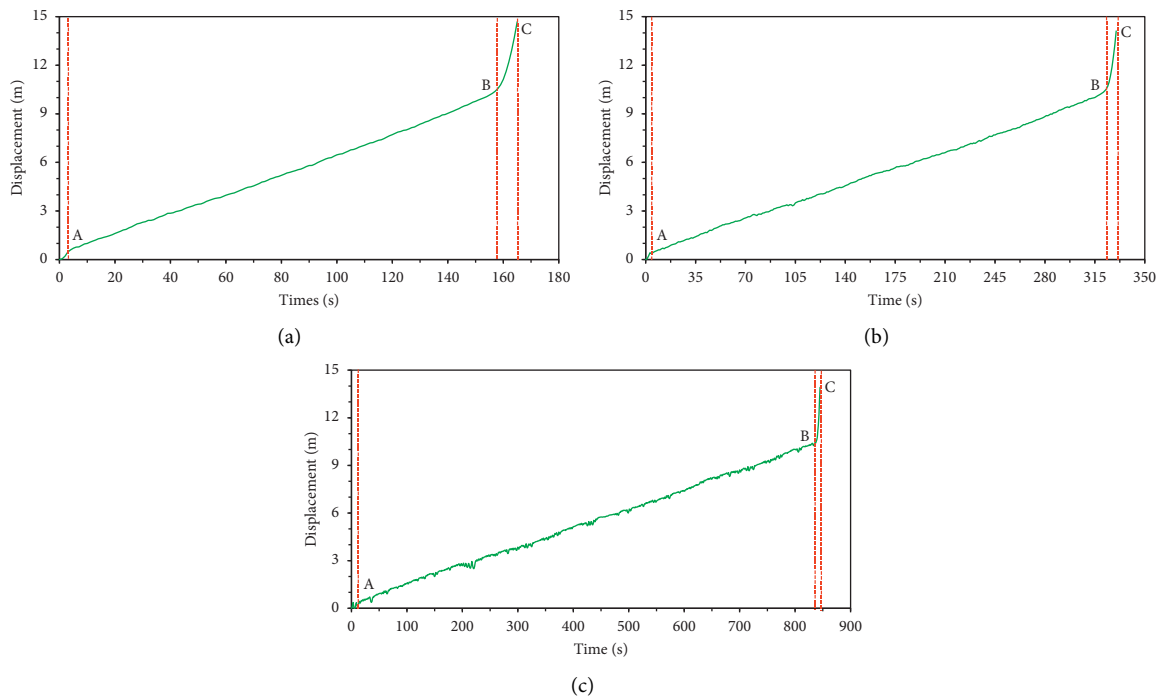 15
12
9
6
3
0
Displacement (m)
A
B
C
0 20 40 60 80 100 120 140 160 180
Times (s)
(a)
15
12
9
6
3
0
Displacement (m)
A
B
C
0 35 70 105 140 175 210 245 280 315 350
Time (s)
(b)
15
12
9
6
3
0
Displacement (m)
A
B
C
0 100 200 300 400 500 600 700 800 900
Time (s)
(c)